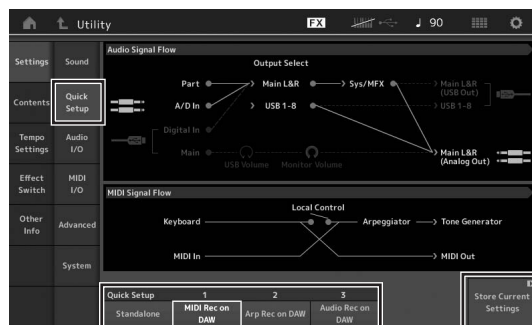 Utility
FX
90
Settings
Sound
Contents
Quick Setup
Tempo Settings
Audio I/O
Effect Switch
MIDI I/O
Other Info
Advanced
System
Audio Signal Flow
Output Select
Part
Main L&R
Sys/MFX
Main L&R (USB Out)
A/D In
USB 1-8
USB 1-8
Digital In
Main
USB Volume
Monitor Volume
Main L&R (Analog Out)
MIDI Signal Flow
Local Control
Keyboard
Arpeggiator
Tone Generator
MIDI In
MIDI Out
Quick Setup
1
2
3
Standalone
MIDI Rec on DAW
Arp Rec on DAW
Audio Rec on DAW
Store Current Settings